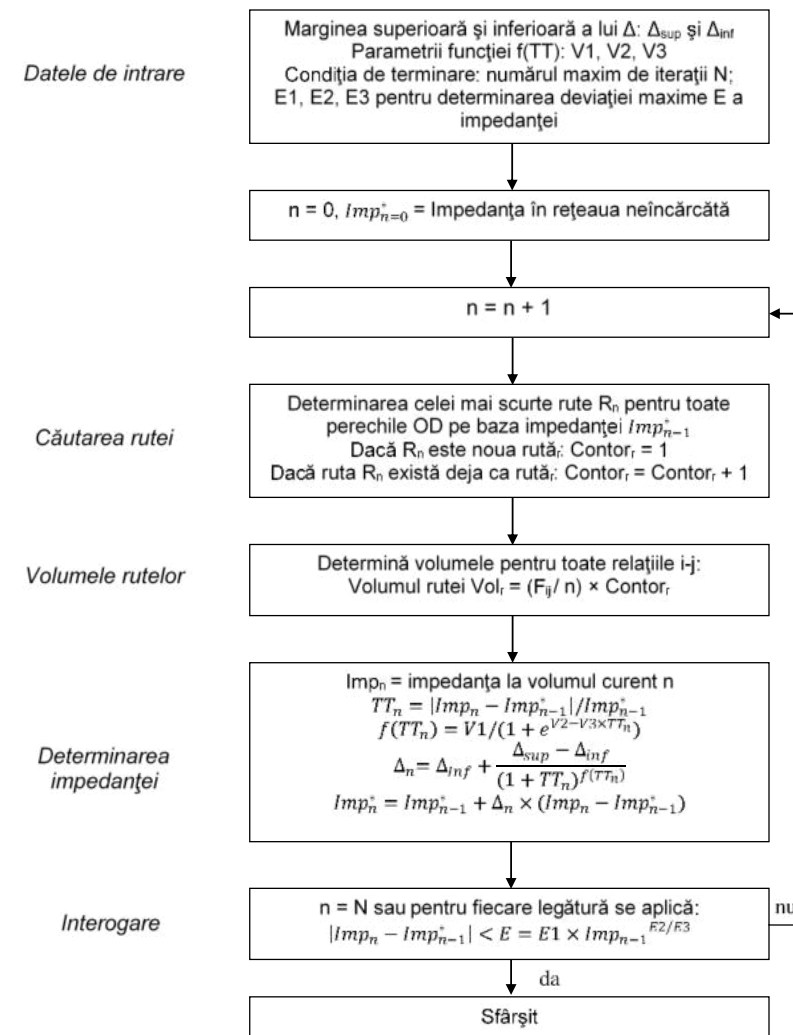 Datele de intrare
Marginea superioară şi inferioară a lui Δ: Δsup şi Δinf
Parametrii funcţiei f(TT): V1, V2, V3
Condiţia de terminare: numărul maxim de iteraţii N;
E1, E2, E3 pentru determinarea deviaţiei maxime E a
impedanţei
n = 0, Imp*n=0 = Impedanţa în reţeaua neîncărcată
n = n + 1
Căutarea rutei
Determinarea celei mai scurte rute Rn pentru toate
perechile OD pe baza impedanţei Imp*n-1
Dacă Rn este noua rutăr: Contorr = 1
Dacă ruta Rn există deja ca rutăr: Contorr = Contorr + 1
Volumele rutelor
Determină volumele pentru toate relaţiile i-j:
Volumul rutei Volr = (Fij/ n) × Contorr
Determinarea
impedanţei
Impn = impedanţa la volumul curent n
TTn = |Impn − Imp*n−1|/Imp*n−1
f(TTn) = V1/(1 + e^(V2−V3×TTn))
Δn= Δinf + (Δsup − Δinf)/(1 + TTn)^f(TTn)
Imp*n = Imp*n−1 + Δn × (Impn − Imp*n−1)
Interogare
n = N sau pentru fiecare legătură se aplică:
|Impn − Imp*n−1| < E = E1 × Impn−1^E2/E3
nu
da
Sfârşit